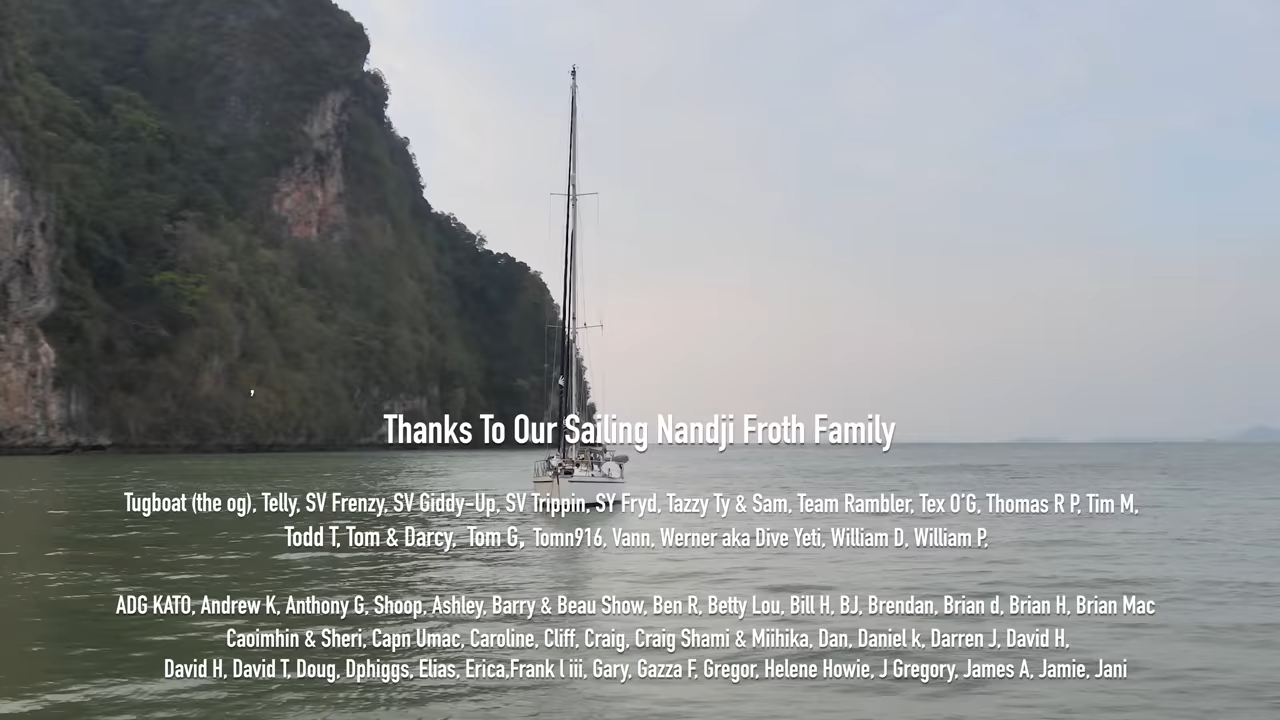 ,
Thanks To Our Sailing Nandji Froth Family
Tugboat (the og), Telly, SV Frenzy, SV Giddy-Up, SV Trippin, SY Fryd, Tazzy Ty & Sam, Team Rambler, Tex O'G, Thomas R P, Tim M,
Todd T, Tom & Darcy, Tom G, Tomn916, Vann, Werner aka Dive Yeti, William D, William P,
ADG KATO, Andrew K, Anthony G, Shoop, Ashley, Barry & Beau Show, Ben R, Betty Lou, Bill H, BJ, Brendan, Brian d, Brian H, Brian Mac
Caoimhin & Sheri, Capn Umac, Caroline, Cliff, Craig, Craig Shami & Miihika, Dan, Daniel k, Darren J, David H,
David H, David T, Doug, Dphiggs, Elias, Erica,Frank l iii, Gary, Gazza F, Gregor, Helene Howie, J Gregory, James A, Jamie, Jani